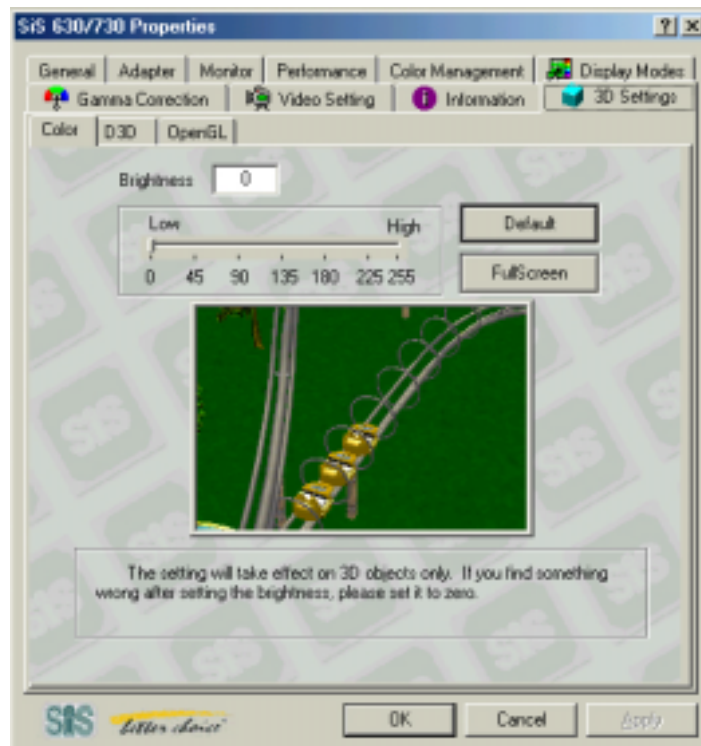 SiS 630/730 Properties
General Adapter Monitor Performance Color Management Display Modes
Gamma Correction Video Setting Information 3D Settings
Color D3D OpenGL
Brightness 0
Low High
0 45 90 135 180 225 255
Default
FullScreen
The setting will take effect on 3D objects only. If you find something
wrong after setting the brightness, please set it to zero.
SiS better choice
OK Cancel Apply